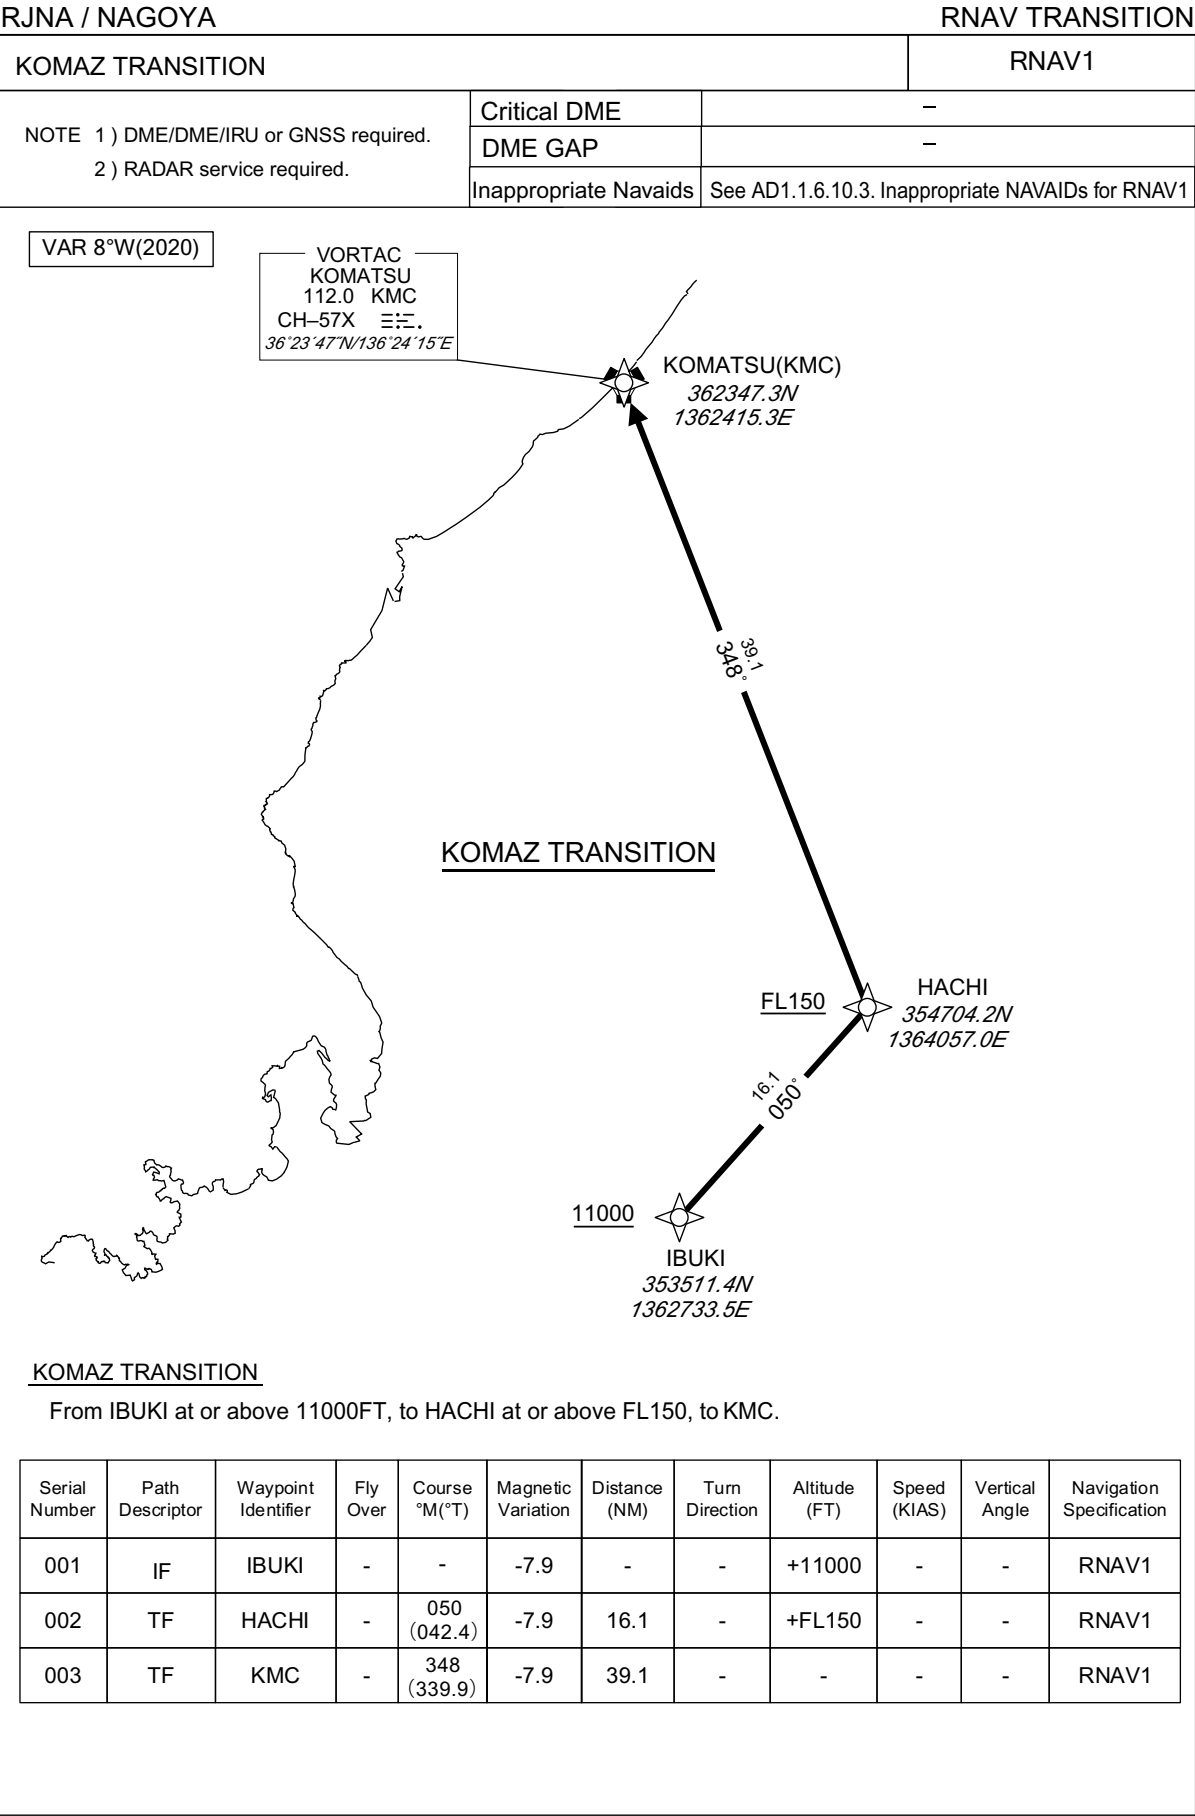 RJNA / NAGOYA
RNAV TRANSITION
KOMAZ TRANSITION
RNAV1
NOTE 1 ) DME/DME/IRU or GNSS required.
2 ) RADAR service required.
Critical DME –
DME GAP –
Inappropriate Navaids See AD1.1.6.10.3. Inappropriate NAVAIDs for RNAV1
VAR 8°W(2020)
VORTAC
KOMATSU
112.0 KMC
CH–57X
36°23´47˝N/136°24´15˝E
KOMATSU(KMC)
362347.3N
1362415.3E
39.1
348°
KOMAZ TRANSITION
FL150
HACHI
354704.2N
1364057.0E
16.1
050°
11000
IBUKI
353511.4N
1362733.5E
KOMAZ TRANSITION
From IBUKI at or above 11000FT, to HACHI at or above FL150, to KMC.
Serial Path Waypoint Fly Course Magnetic Distance Turn Altitude Speed Vertical Navigation
Number Descriptor Identifier Over °M(°T) Variation (NM) Direction (FT) (KIAS) Angle Specification
001 IF IBUKI - - -7.9 - - +11000 - - RNAV1
002 TF HACHI - 050 (042.4) -7.9 16.1 - +FL150 - - RNAV1
003 TF KMC - 348 (339.9) -7.9 39.1 - - - - RNAV1